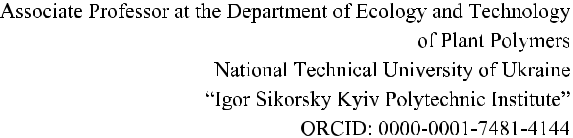 Associate Professor at the Department of Ecology and Technology
of Plant Polymers
National Technical University of Ukraine
“Igor Sikorsky Kyiv Polytechnic Institute”
ORCID: 0000-0001-7481-4144